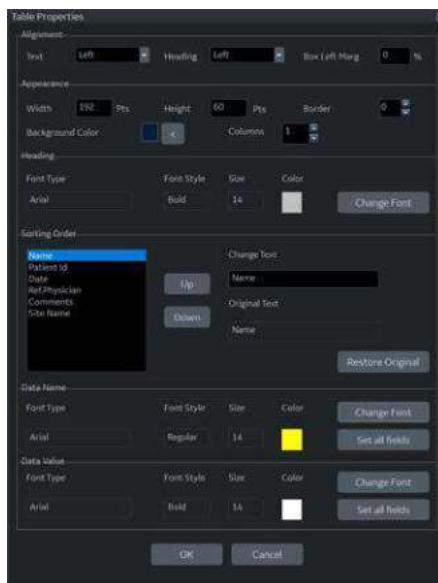 Table Properties
Alignment
Text Left Heading Left Box Left Marg 0 %
Appearance
Width 192 Pts Height 60 Pts Border 0
Background Color < Columns 1
Heading
Font Type Font Style Size Color
Arial Bold 14 Change Font
Sorting Order
Name
Patient Id
Date
Ref.Physician
Comments
Site Name
Up
Down
Change Text
Name
Original Text
Name
Restore Original
Data Name
Font Type Font Style Size Color Change Font
Arial Regular 14 Set all fields
Data Value
Font Type Font Style Size Color Change Font
Arial Bold 14 Set all fields
OK Cancel